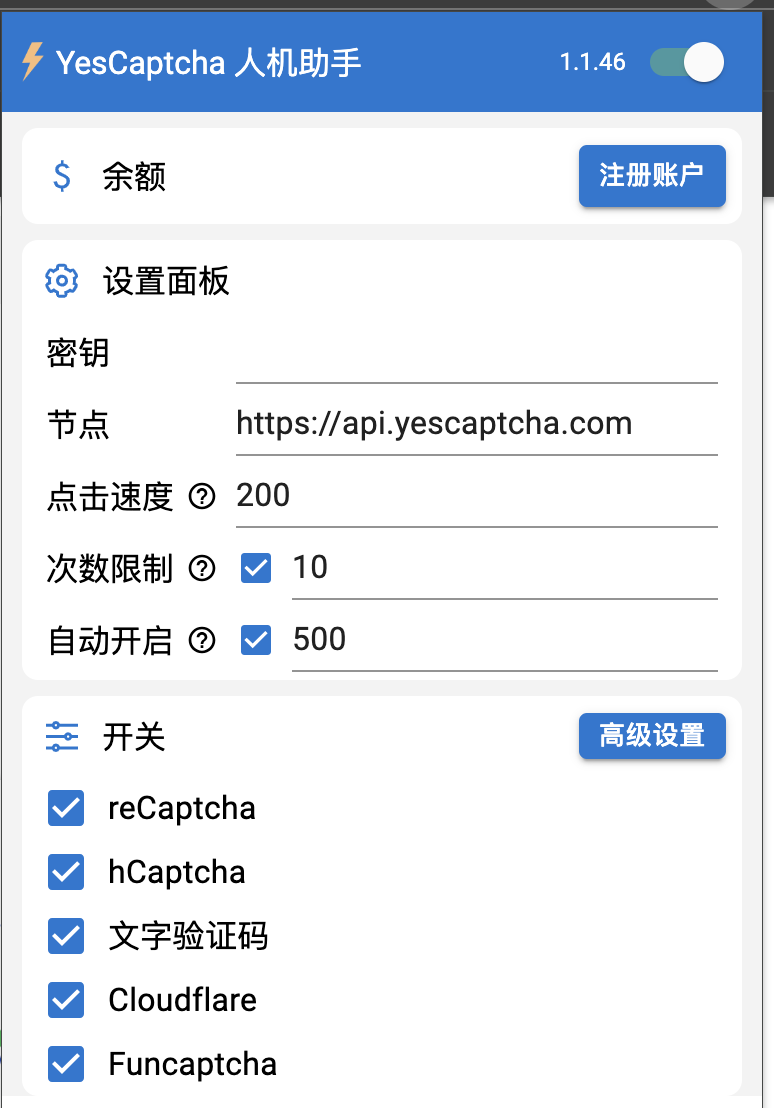 YesCaptcha 人机助手 1.1.46
余额 注册账户
设置面板
密钥
节点 https://api.yescaptcha.com
点击速度 200
次数限制 10
自动开启 500
开关 高级设置
reCaptcha
hCaptcha
文字验证码
Cloudflare
Funcaptcha